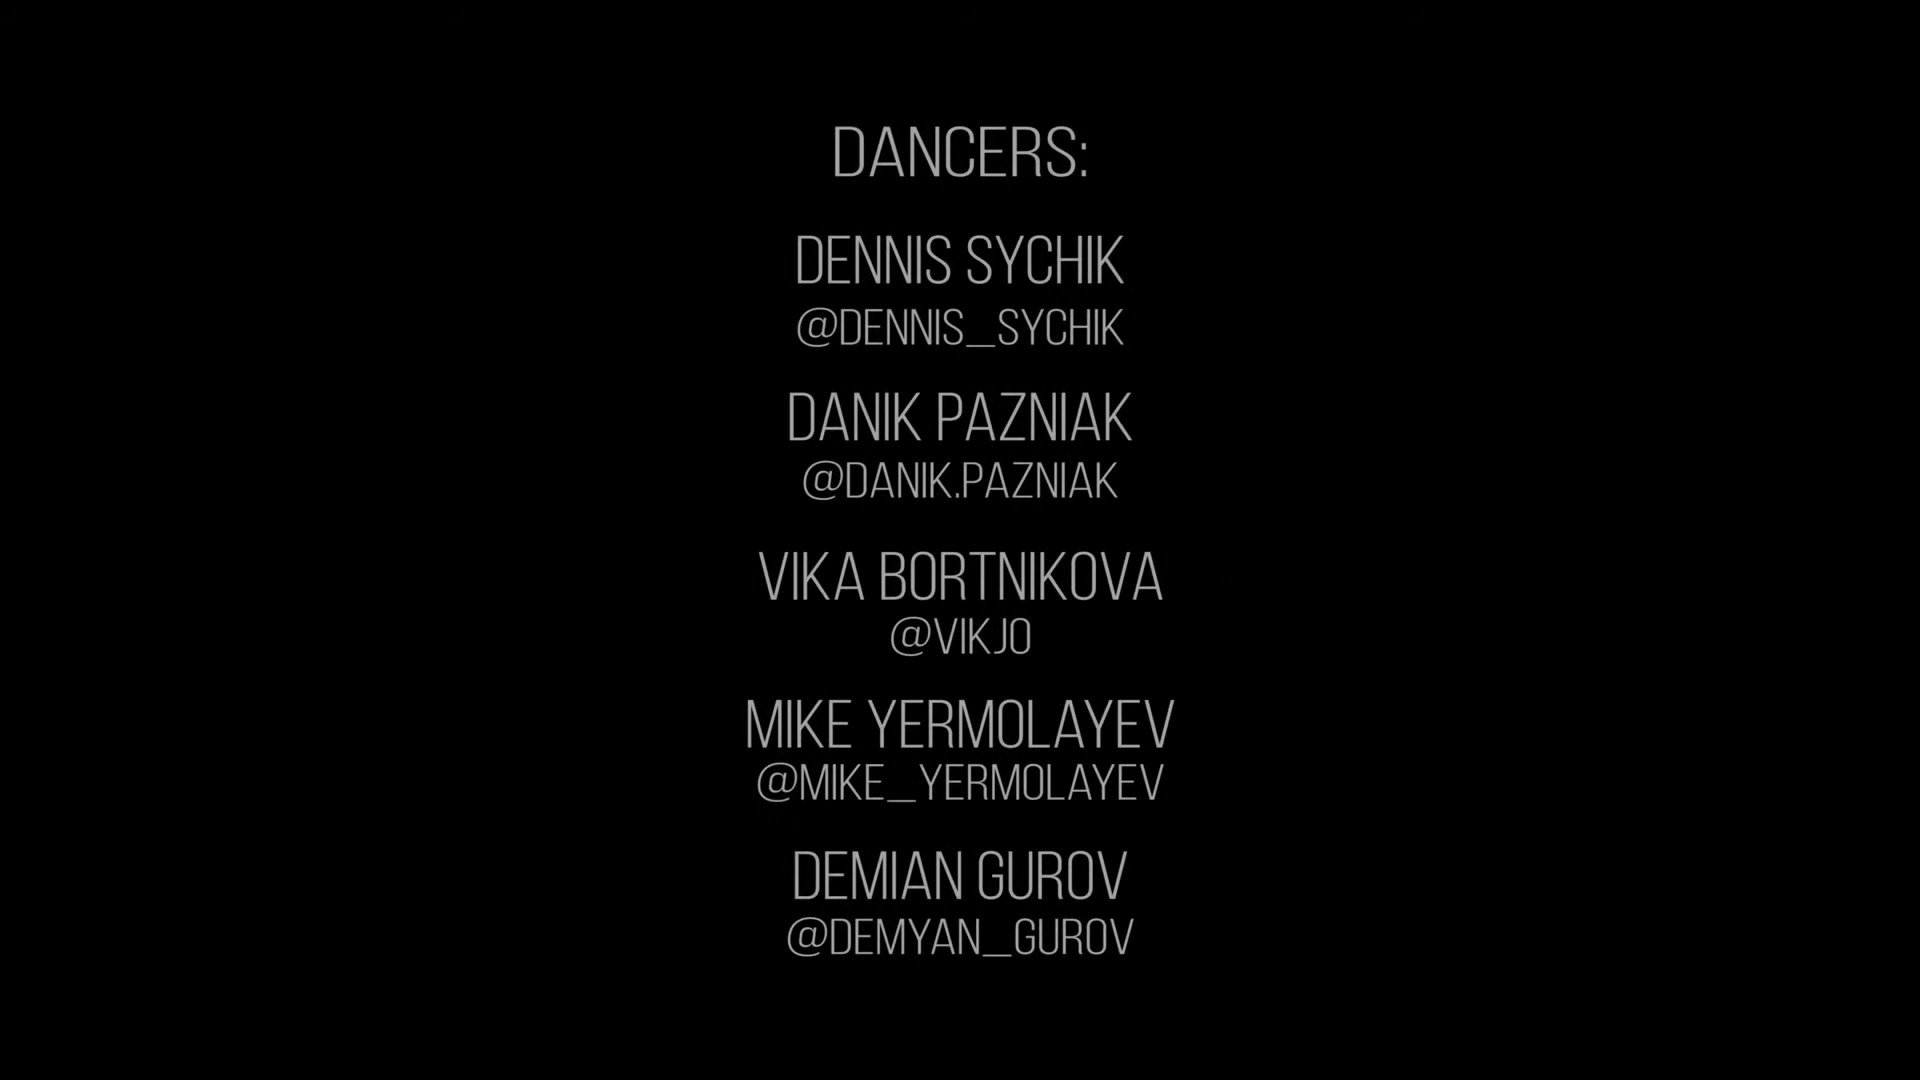 DANCERS:
DENNIS SYCHIK
@DENNIS_SYCHIK
DANIK PAZNIAK
@DANIK.PAZNIAK
VIKA BORTNIKOVA
@VIKJO
MIKE YERMOLAYEV
@MIKE_YERMOLAYEV
DEMIAN GUROV
@DEMYAN_GUROV